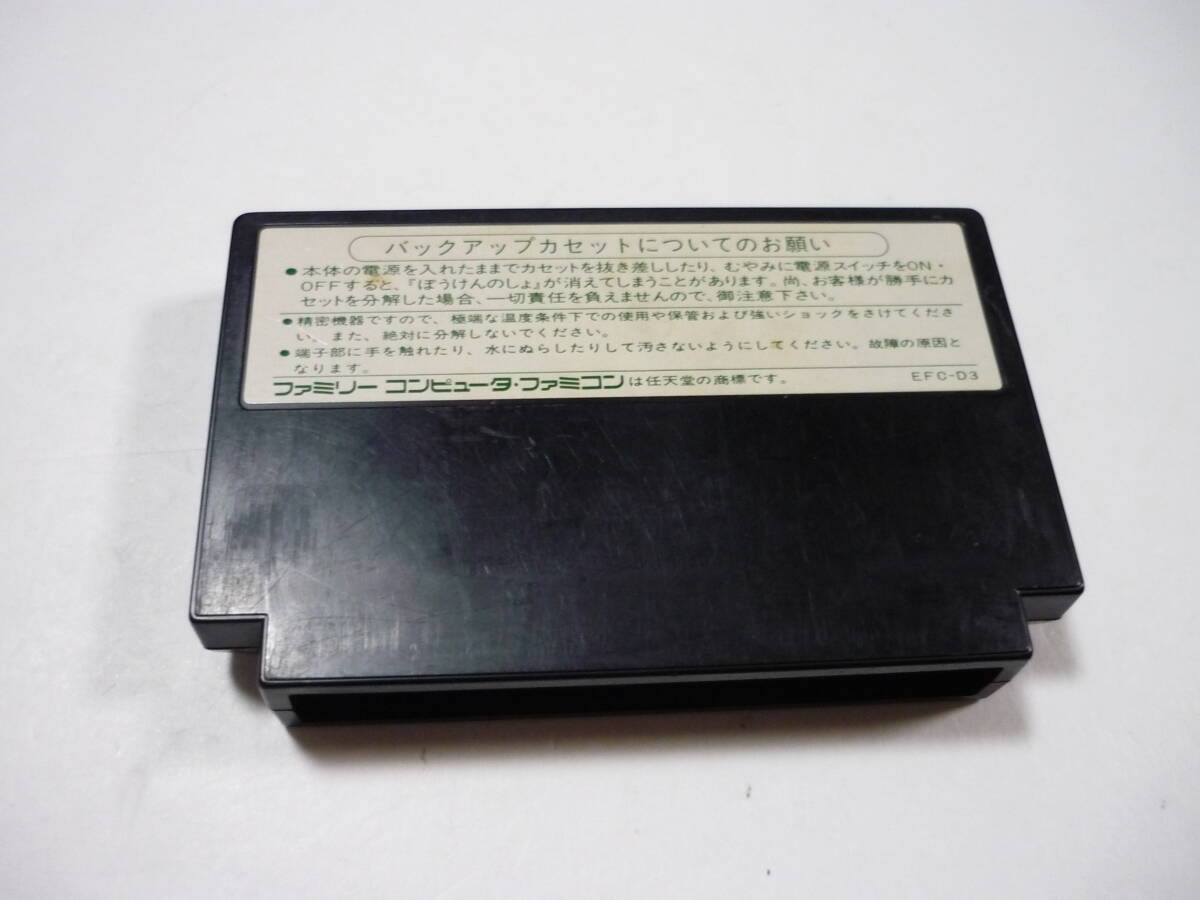 バックアップカセットについてのお願い
●本体の電源を入れたままでカセットを抜き差ししたり、むやみに電源スイッチをON・
OFFすると、『ぼうけんのしょ』が消えてしまうことがあります。尚、お客様が勝手にカ
セットを分解した場合、一切責任を負えませんので、御注意下さい。
●精密機器ですので、極端な温度条件下での使用や保管および強いショックをさけてくださ
い。また、絶対に分解しないでください。
●端子部に手を触れたり、水にぬらしたりして汚さないようにしてください。故障の原因と
なります。
ファミリー コンピュータ・ファミコンは任天堂の商標です。 EFC-D3